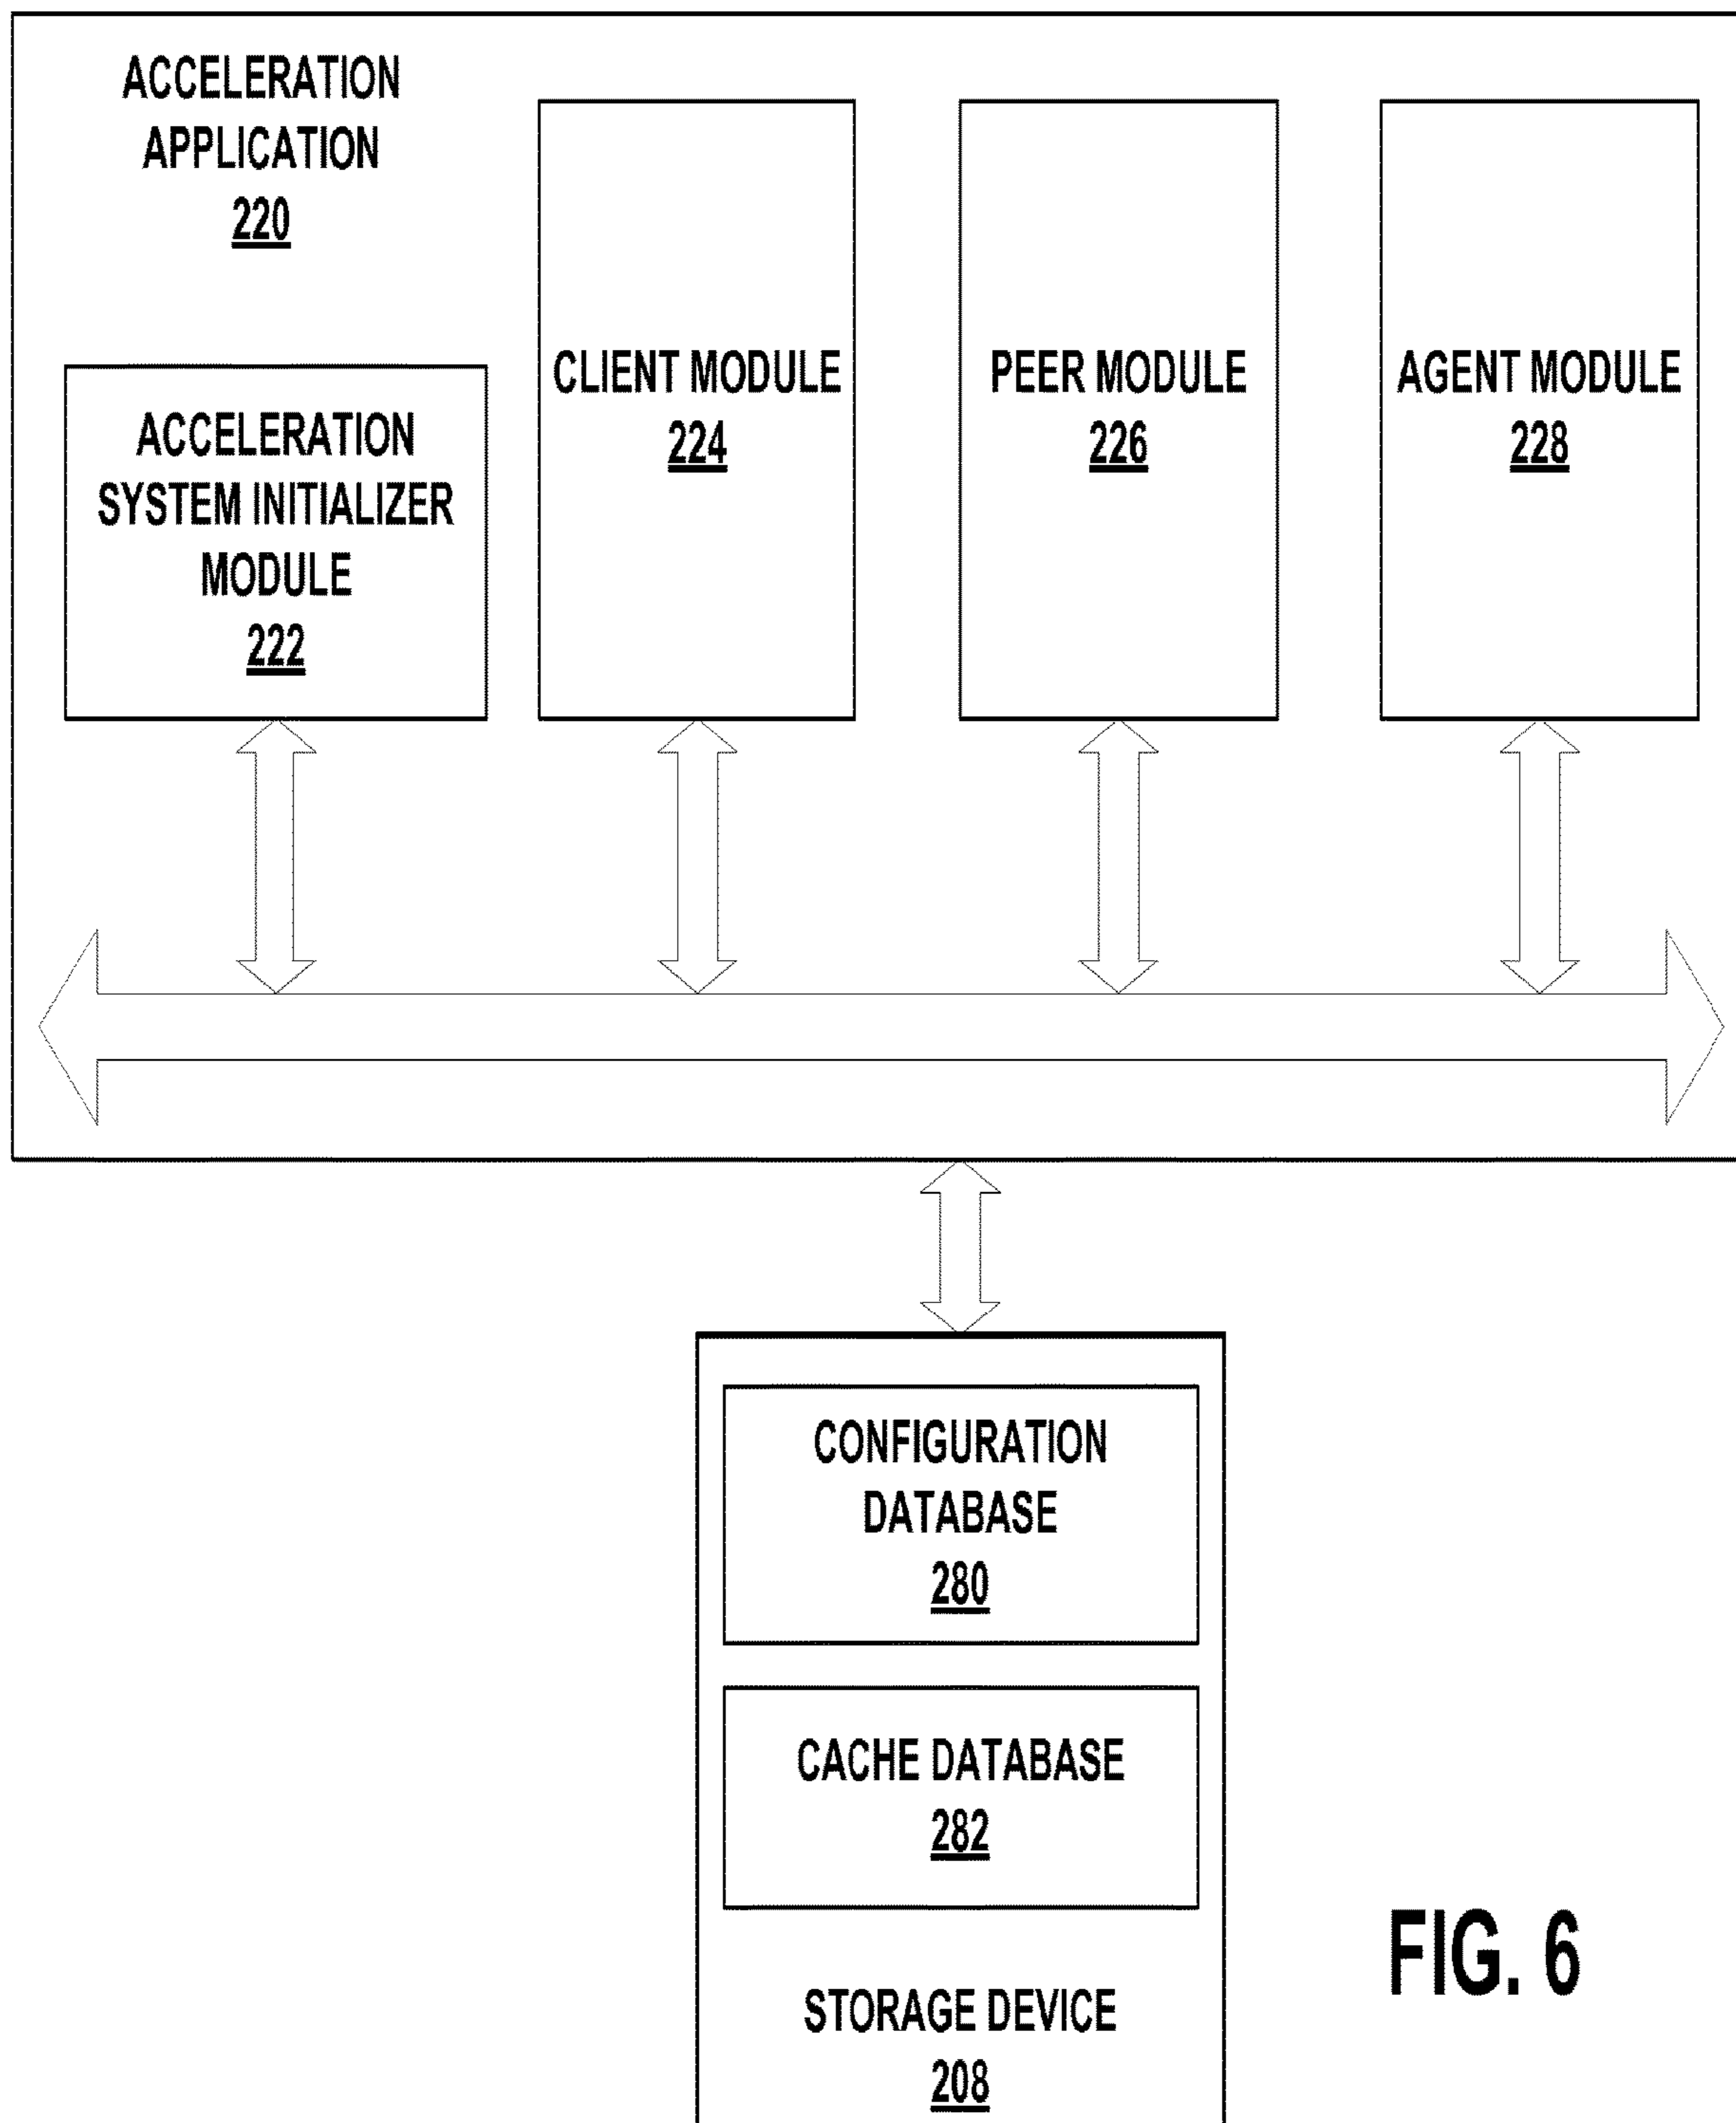 ACCELERATION
APPLICATION
220
ACCELERATION
SYSTEM INITIALIZER
MODULE
222
CLIENT MODULE
224
PEER MODULE
226
AGENT MODULE
228
CONFIGURATION
DATABASE
280
CACHE DATABASE
282
STORAGE DEVICE
208
FIG. 6